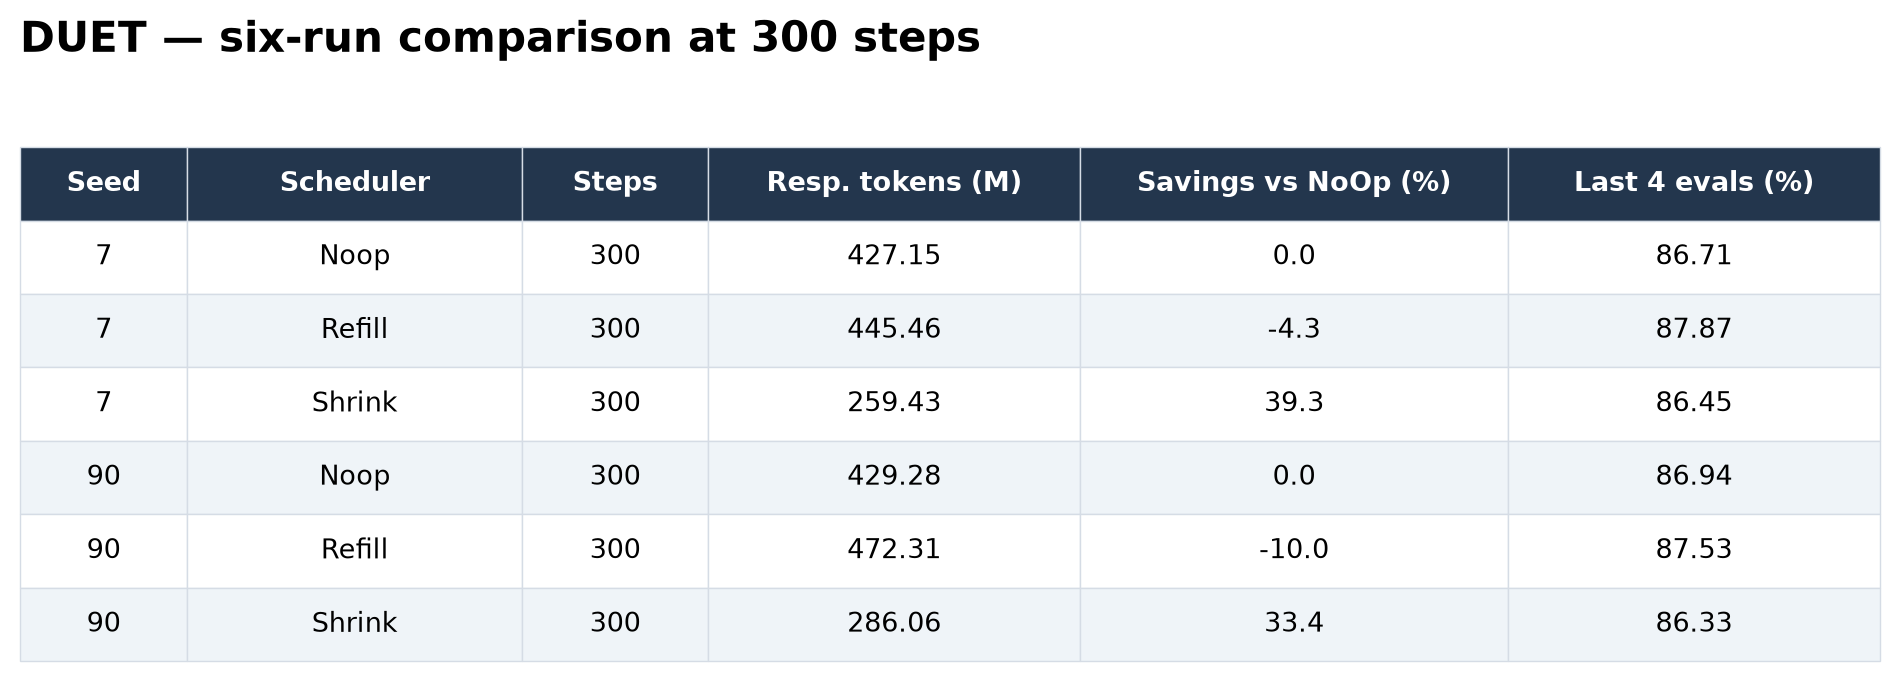 DUET — six-run comparison at 300 steps
Seed Scheduler Steps Resp. tokens (M) Savings vs NoOp (%) Last 4 evals (%)
7 Noop 300 427.15 0.0 86.71
7 Refill 300 445.46 -4.3 87.87
7 Shrink 300 259.43 39.3 86.45
90 Noop 300 429.28 0.0 86.94
90 Refill 300 472.31 -10.0 87.53
90 Shrink 300 286.06 33.4 86.33